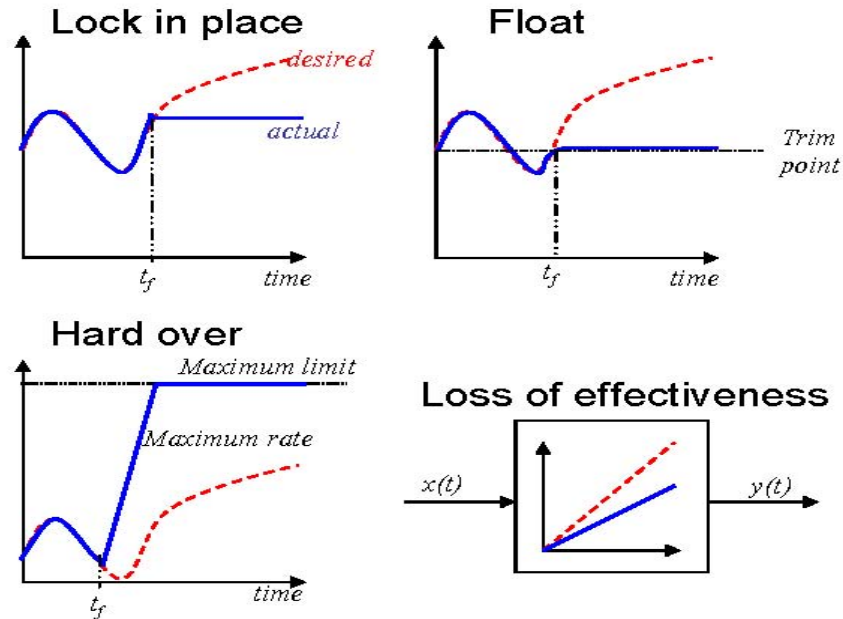 Lock in place
desired
actual
t_f
time
Float
Trim
point
t_f
time
Hard over
Maximum limit
Maximum rate
t_f
time
Loss of effectiveness
x(t)
y(t)